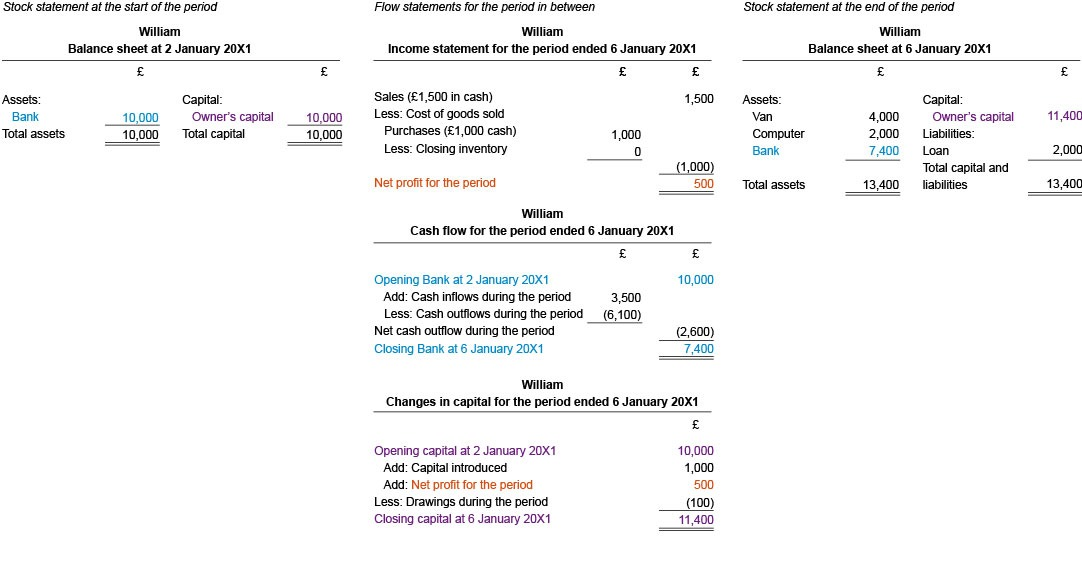 Stock statement at the start of the period
William
Balance sheet at 2 January 20X1
£ £
Assets: Capital:
Bank 10,000 Owner's capital 10,000
Total assets 10,000 Total capital 10,000
Flow statements for the period in between
William
Income statement for the period ended 6 January 20X1
£ £
Sales (£1,500 in cash) 1,500
Less: Cost of goods sold
Purchases (£1,000 cash) 1,000
Less: Closing inventory 0
(1,000)
Net profit for the period 500
William
Cash flow for the period ended 6 January 20X1
£ £
Opening Bank at 2 January 20X1 10,000
Add: Cash inflows during the period 3,500
Less: Cash outflows during the period (6,100)
Net cash outflow during the period (2,600)
Closing Bank at 6 January 20X1 7,400
William
Changes in capital for the period ended 6 January 20X1
£
Opening capital at 2 January 20X1 10,000
Add: Capital introduced 1,000
Add: Net profit for the period 500
Less: Drawings during the period (100)
Closing capital at 6 January 20X1 11,400
Stock statement at the end of the period
William
Balance sheet at 6 January 20X1
£ £
Assets: Capital:
Van 4,000 Owner's capital 11,400
Computer 2,000 Liabilities:
Bank 7,400 Loan 2,000
Total capital and
Total assets 13,400 liabilities 13,400